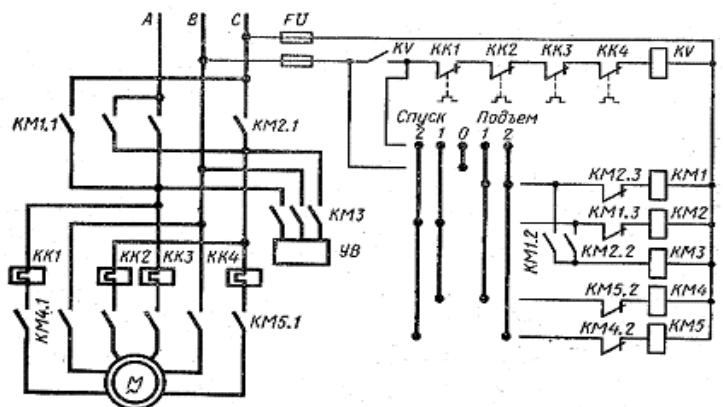 A B C FU
KV KK1 KK2 KK3 KK4 KV
KM1.1 KM2.1
Спуск Подъем
2 1 0 1 2
KM3
УВ
KM2.3 KM1
KM1.3 KM2
KM1.2 KM2.2 KM3
KK1 KK2 KK3 KK4
KM4.1 KM5.1
KM5.2 KM4
KM4.2 KM5
M